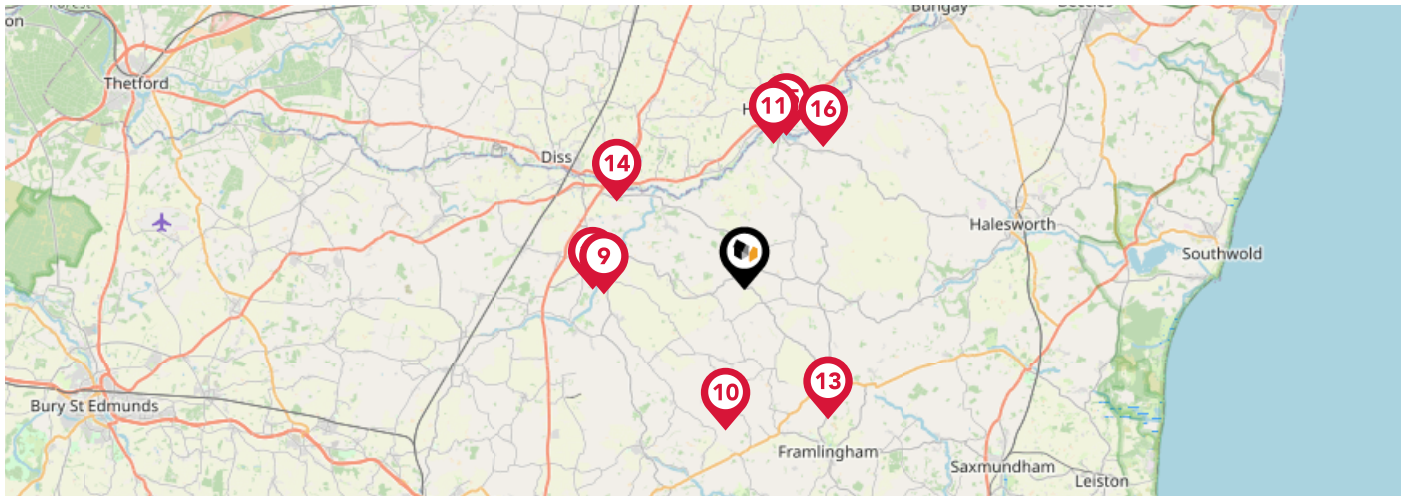 Bungay
Thetford
11
16
Diss
14
Halesworth
9
Southwold
13
10
Bury St Edmunds
Framlingham
Saxmundham
Leiston